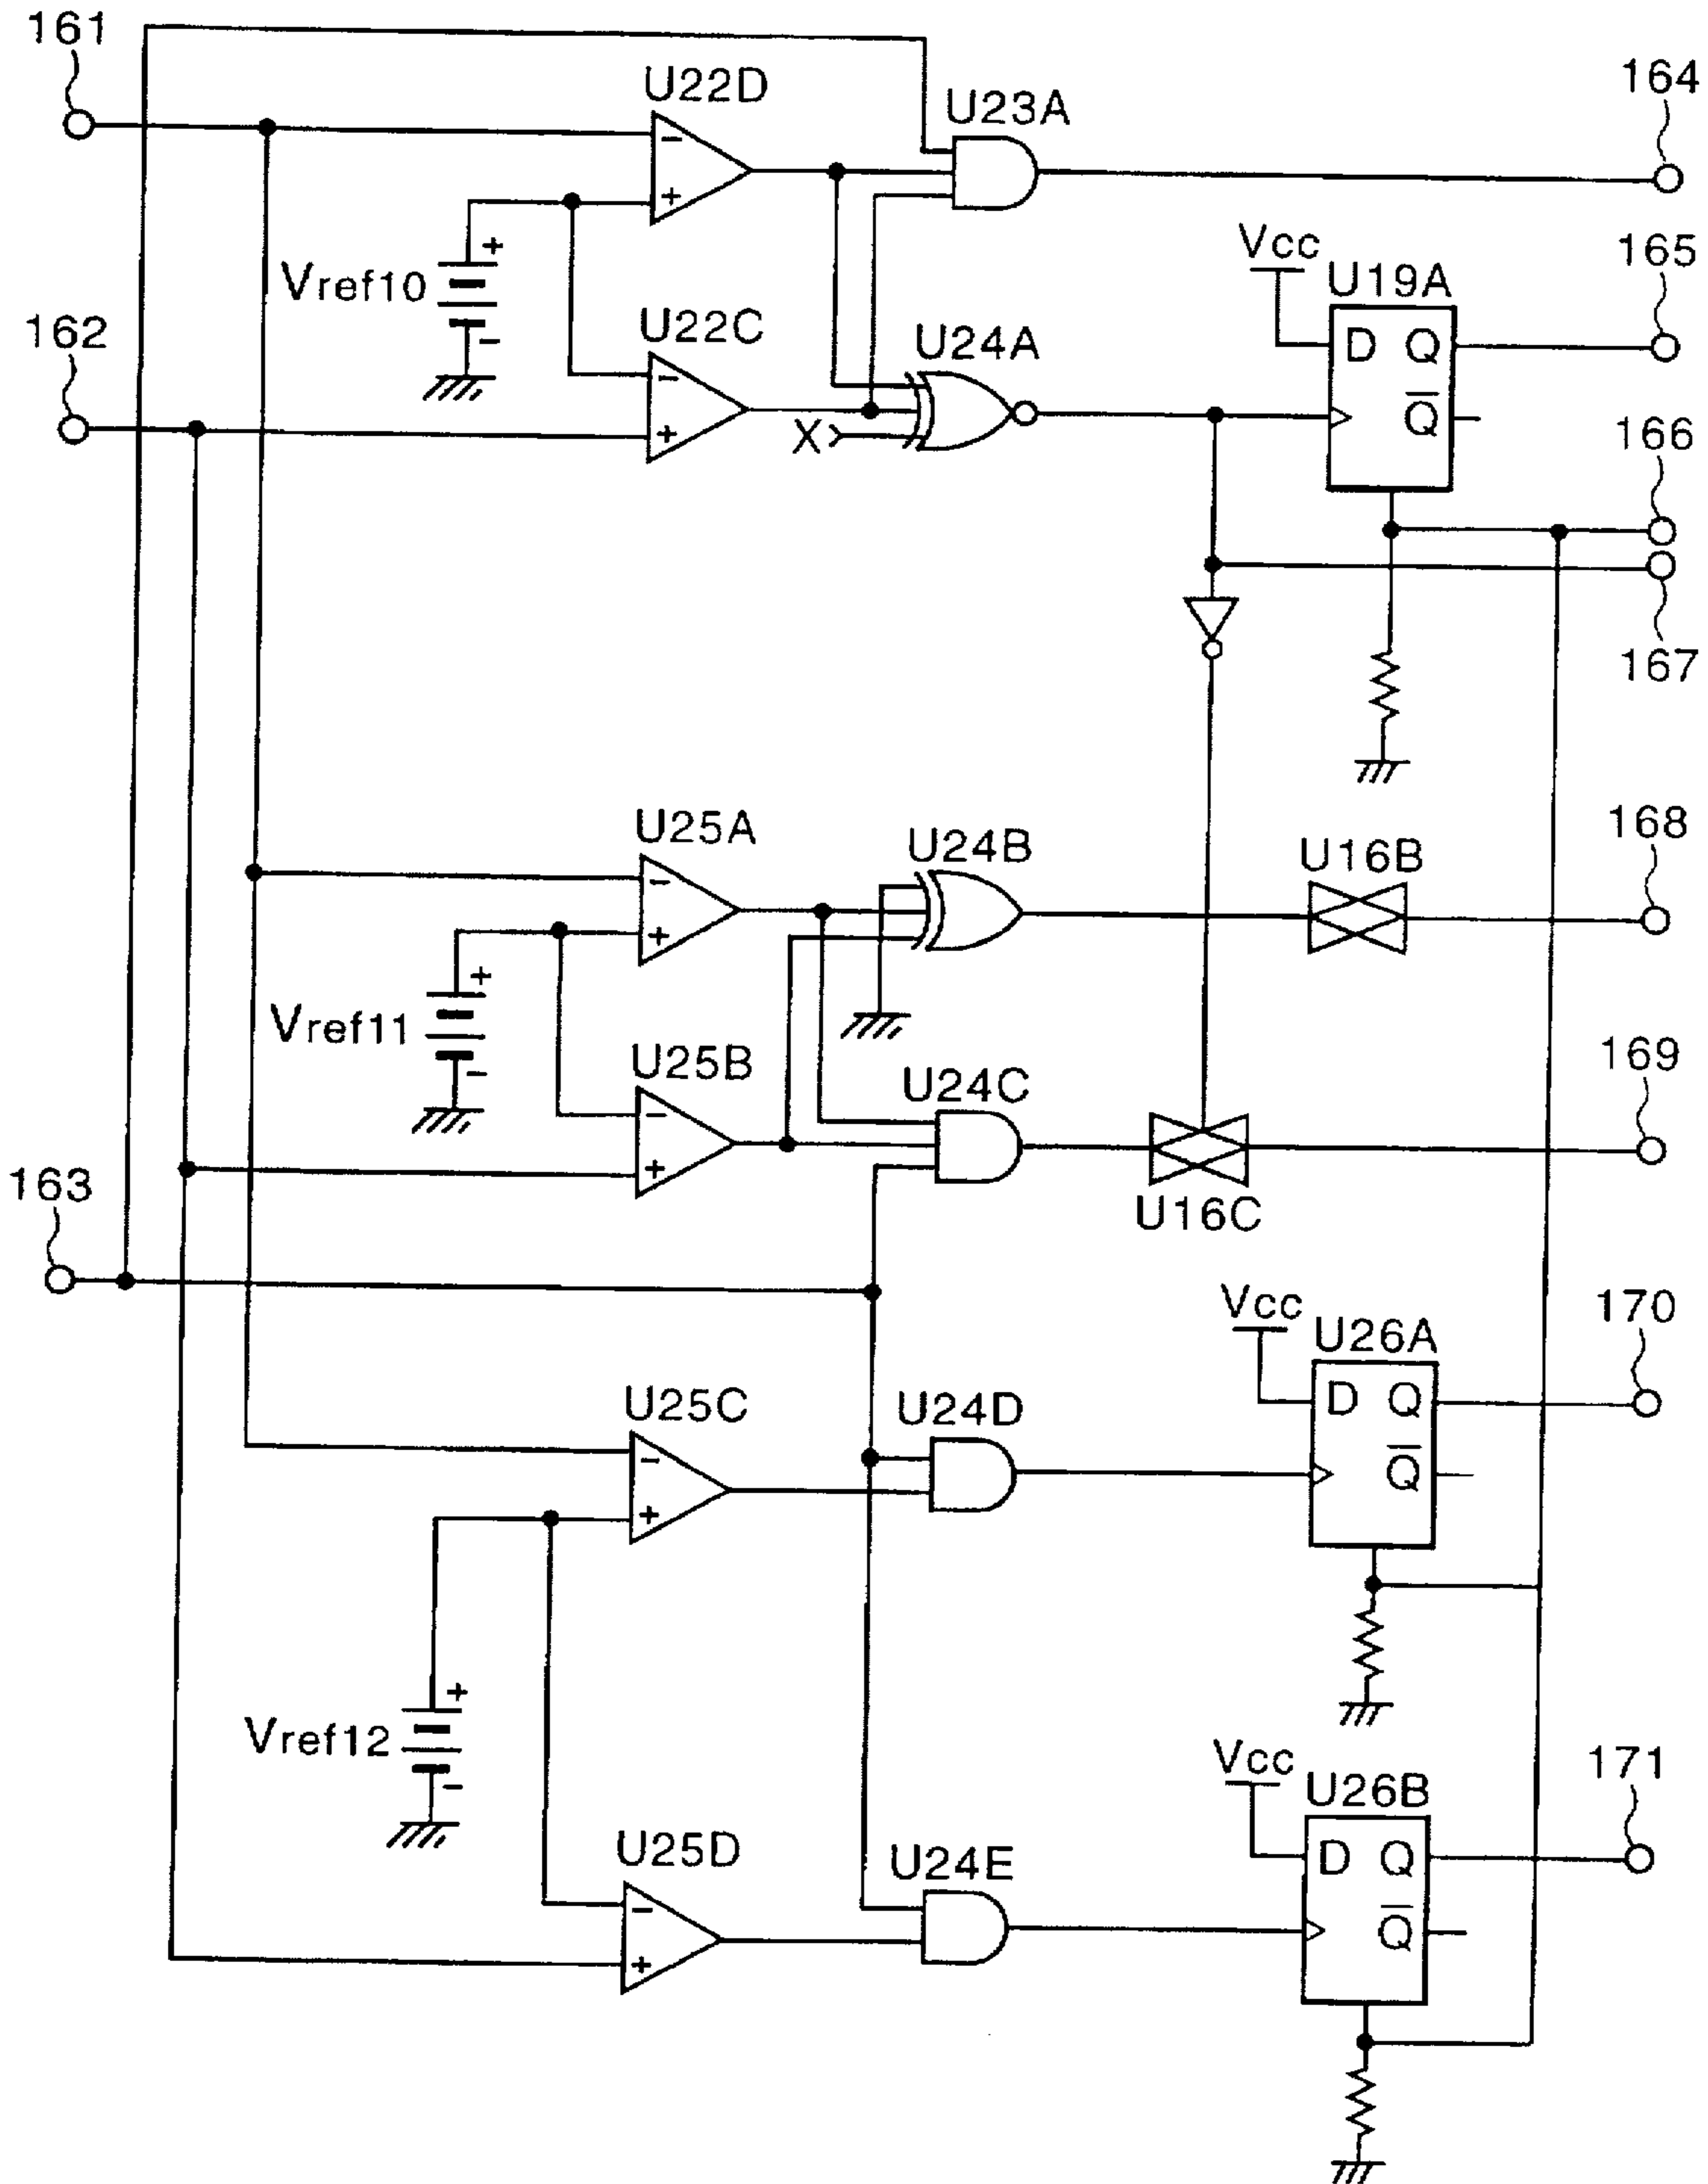 161
U22D
U23A
164
Vref10
+
-
-
+
Vcc
U19A
165
D Q
Q
162
U22C
U24A
-
+
X
166
167
U25A
-
+
U24B
U16B
168
Vref11
+
-
U25B
-
+
U24C
169
U16C
163
Vcc
U26A
170
D Q
Q
U25C
-
+
U24D
Vref12
+
-
Vcc
U26B
171
D Q
Q
U25D
-
+
U24E